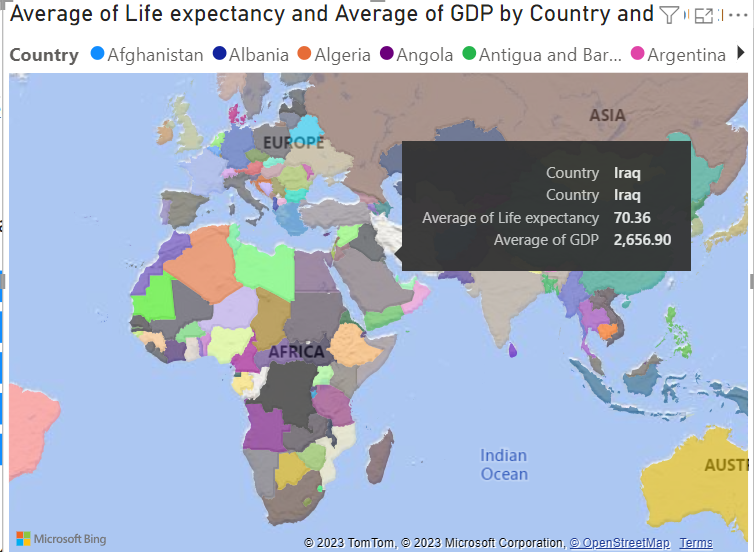 Average of Life expectancy and Average of GDP by Country and
Country Afghanistan Albania Algeria Angola Antigua and Bar... Argentina
ASIA
EUROPE
Country Iraq
Country Iraq
Average of Life expectancy 70.36
Average of GDP 2,656.90
AFRICA
Indian
Ocean
AUST
Microsoft Bing
© 2023 TomTom, © 2023 Microsoft Corporation, © OpenStreetMap Terms